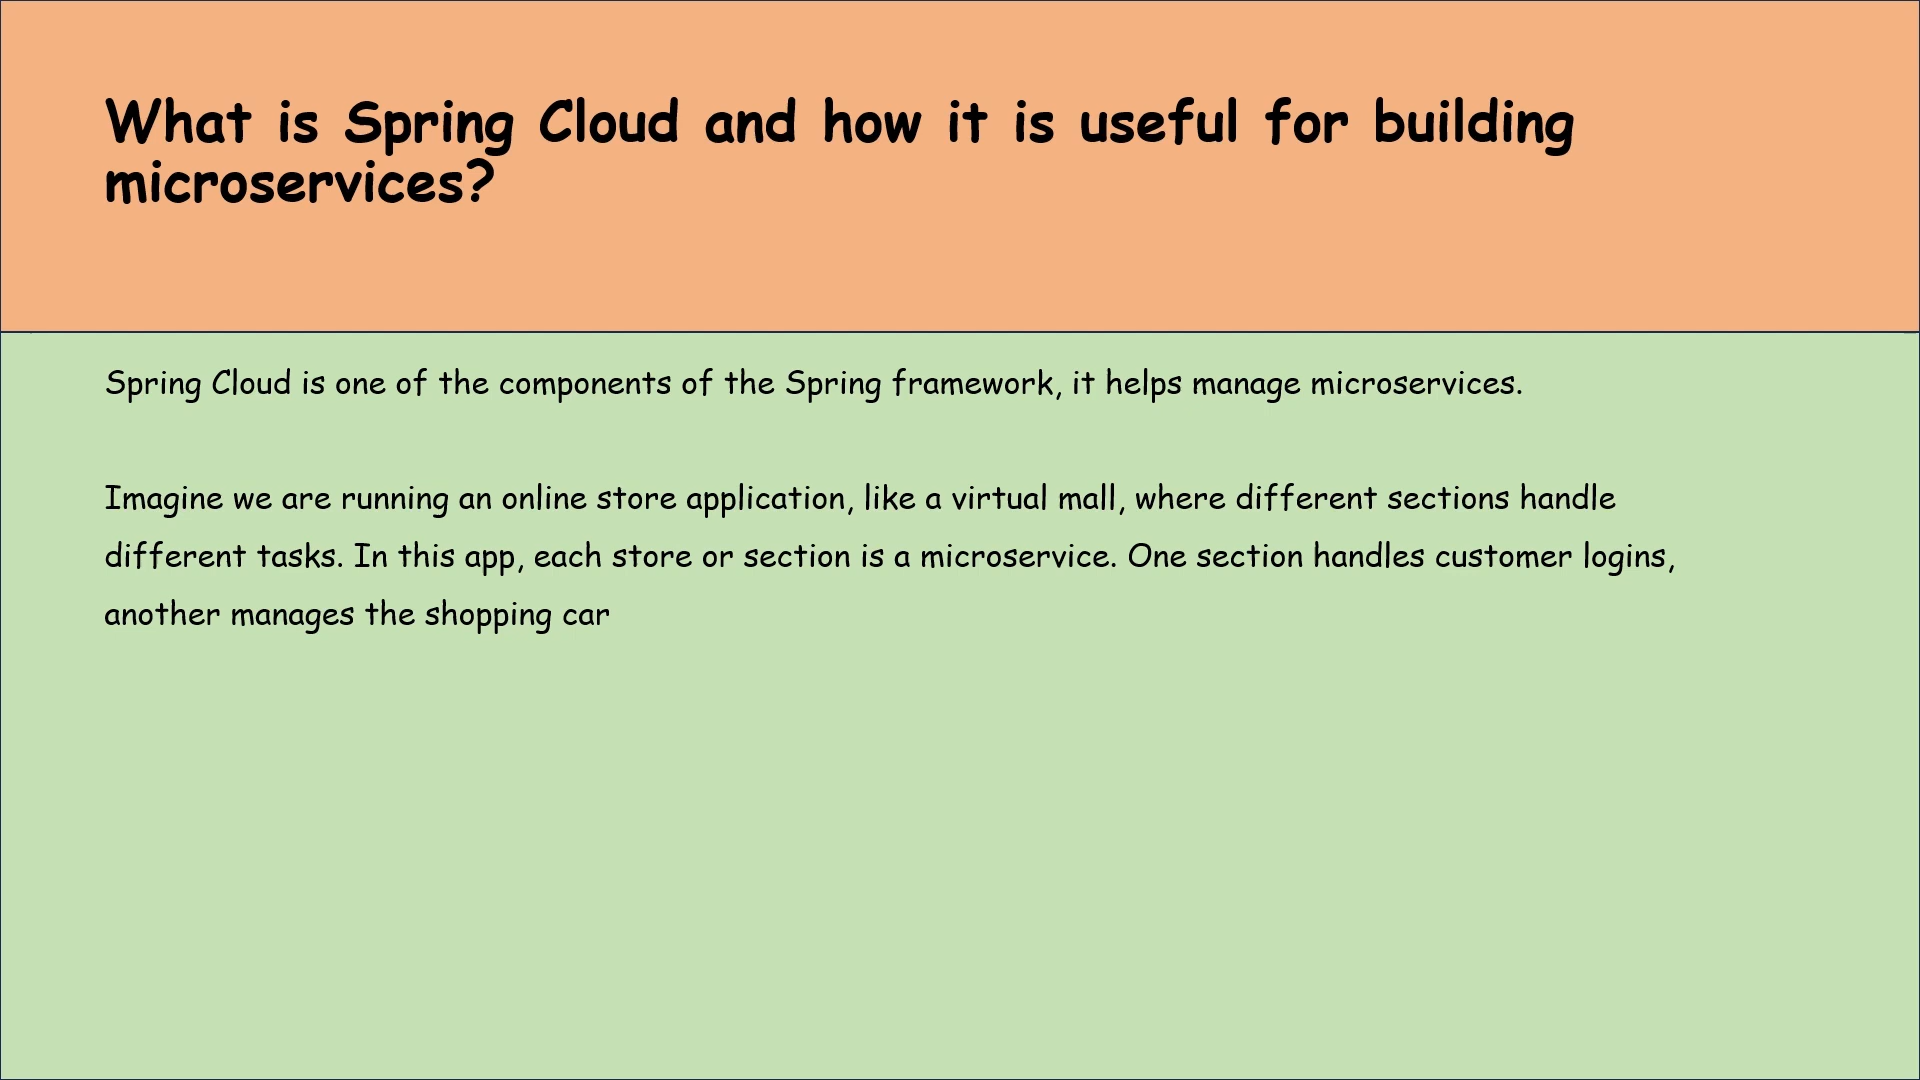 What is Spring Cloud and how it is useful for building
microservices?
Spring Cloud is one of the components of the Spring framework, it helps manage microservices.
Imagine we are running an online store application, like a virtual mall, where different sections handle
different tasks. In this app, each store or section is a microservice. One section handles customer logins,
another manages the shopping car